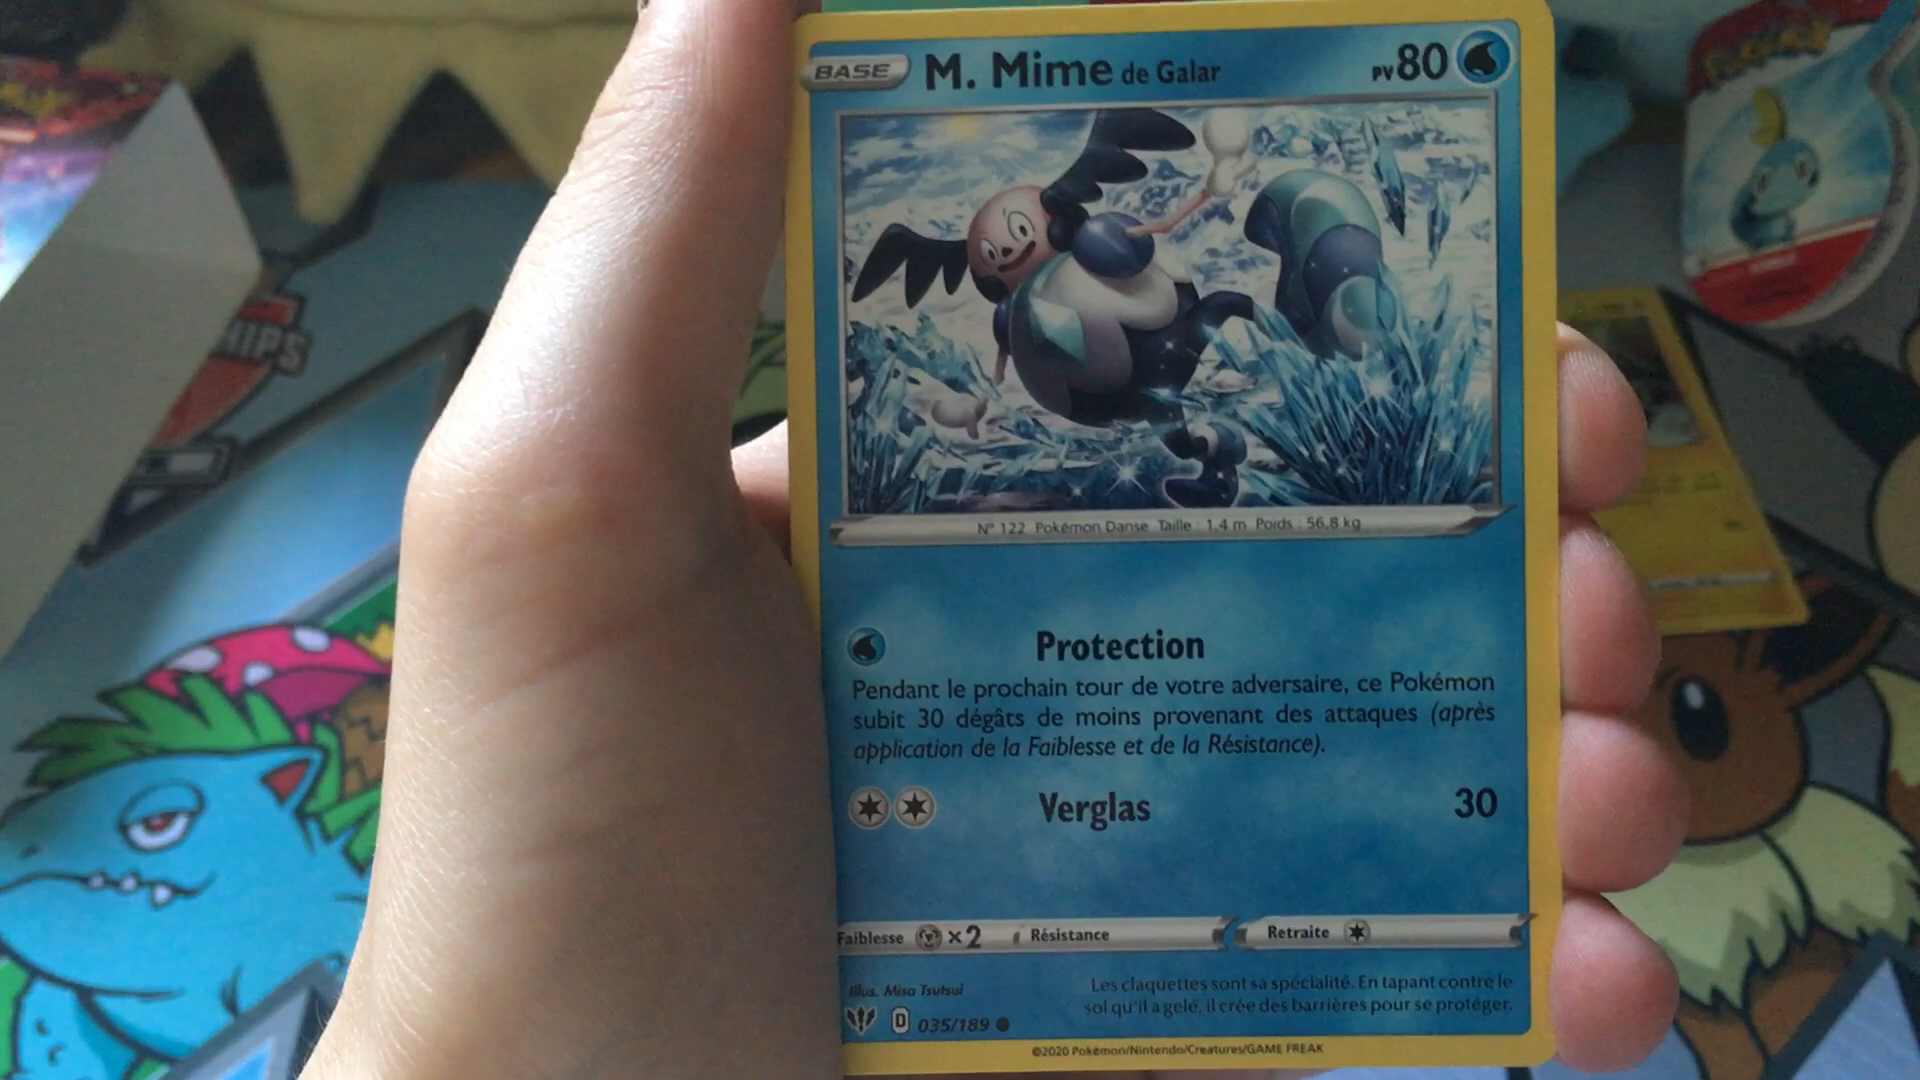 BASE M. Mime de Galar PV80
N° 122 Pokémon Danse Taille : 1,4 m Poids : 56,8 kg
Protection
Pendant le prochain tour de votre adversaire, ce Pokémon
subit 30 dégâts de moins provenant des attaques (après
application de la Faiblesse et de la Résistance).
Verglas 30
Faiblesse ×2 Résistance Retraite
Illus. Misa Tsutsui
Les claquettes sont sa spécialité. En tapant contre le
sol qu'il a gelé, il crée des barrières pour se protéger.
D 035/189
©2020 Pokémon/Nintendo/Creatures/GAME FREAK
HIPS